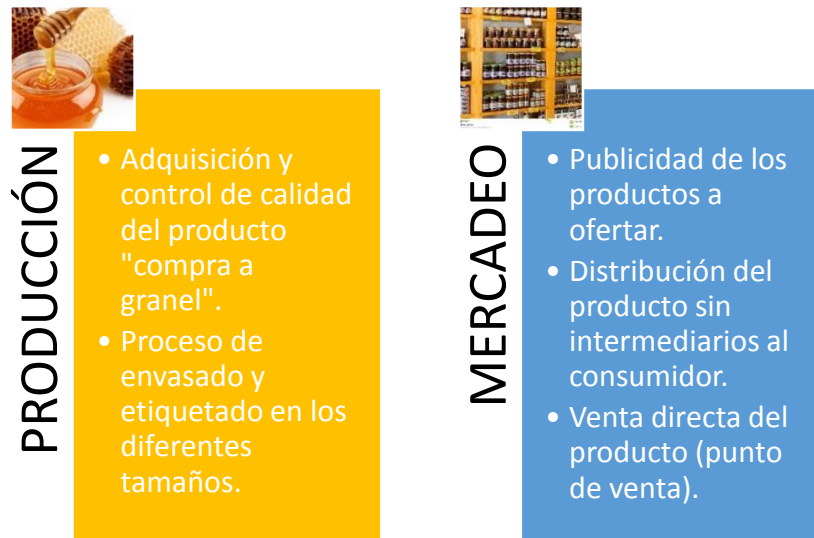 PRODUCCIÓN
• Adquisición y
control de calidad
del producto
"compra a
granel".
• Proceso de
envasado y
etiquetado en los
diferentes
tamaños.
MERCADEO
• Publicidad de los
productos a
ofertar.
• Distribución del
producto sin
intermediarios al
consumidor.
• Venta directa del
producto (punto
de venta).